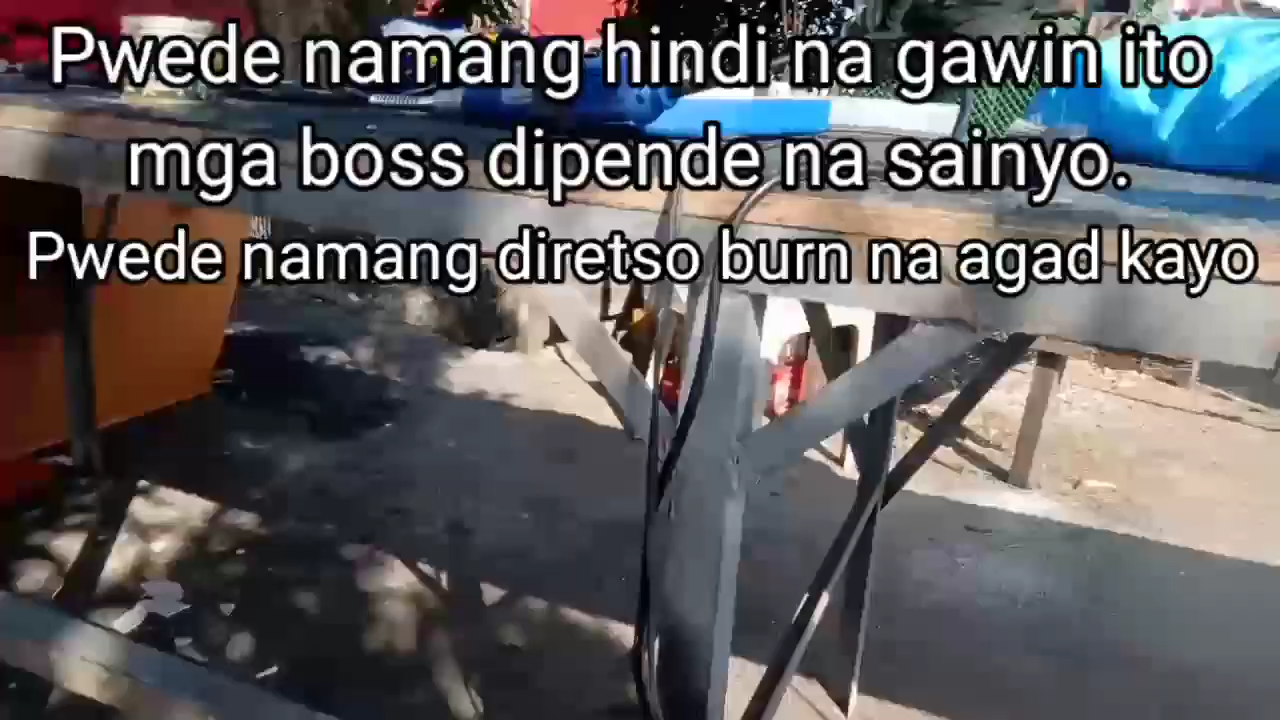 Pwede namang hindi na gawin ito
mga boss dipende na sainyo.
Pwede namang diretso burn na agad kayo